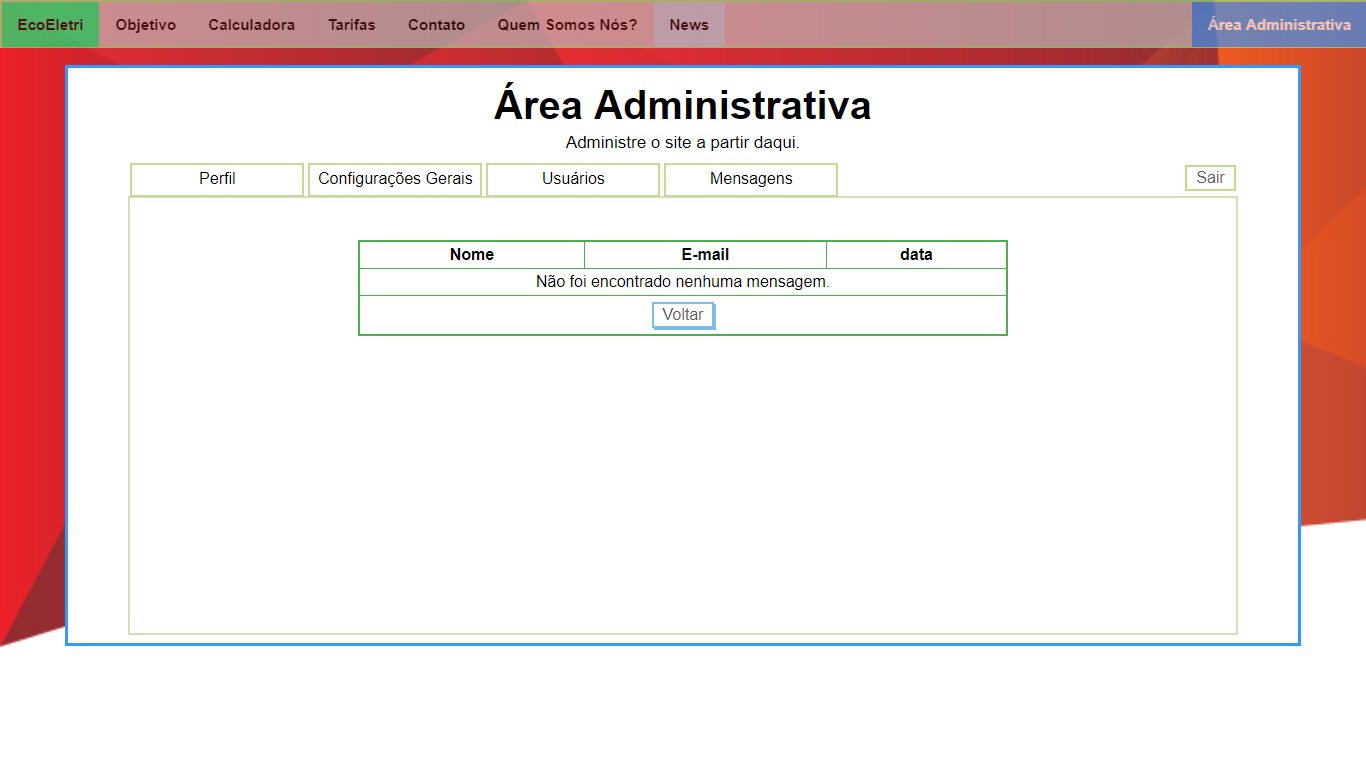 EcoEletri Objetivo Calculadora Tarifas Contato Quem Somos Nós? News Área Administrativa
Área Administrativa
Administre o site a partir daqui.
Perfil Configurações Gerais Usuários Mensagens Sair
Nome E-mail data
Não foi encontrado nenhuma mensagem.
Voltar